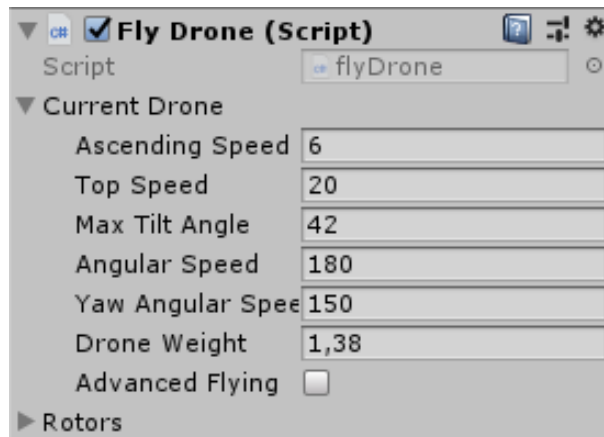 c# Fly Drone (Script)
Script flyDrone
Current Drone
Ascending Speed 6
Top Speed 20
Max Tilt Angle 42
Angular Speed 180
Yaw Angular Spee 150
Drone Weight 1,38
Advanced Flying
Rotors